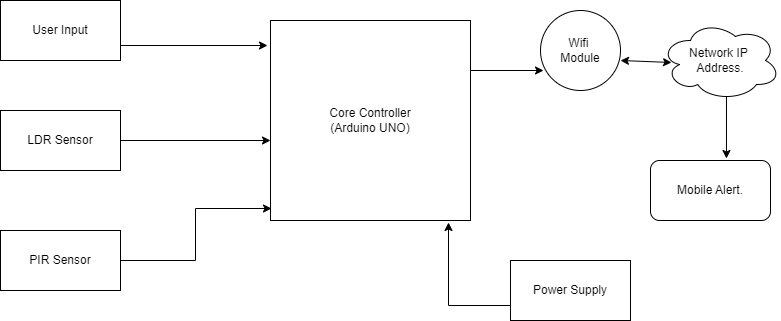 User Input
LDR Sensor
PIR Sensor
Core Controller
(Arduino UNO)
Wifi
Module
Network IP
Address.
Mobile Alert.
Power Supply